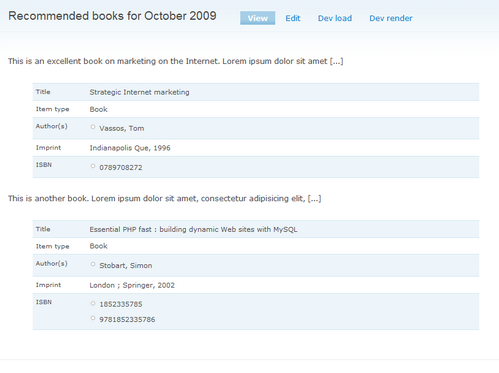 Recommended books for October 2009
View Edit Dev load Dev render
This is an excellent book on marketing on the Internet. Lorem ipsum dolor sit amet [...]
Title Strategic Internet marketing
Item type Book
Author(s) Vassos, Tom
Imprint Indianapolis Que, 1996
ISBN 0789708272
This is another book. Lorem ipsum dolor sit amet, consectetur adipisicing elit, [...]
Title Essential PHP fast : building dynamic Web sites with MySQL
Item type Book
Author(s) Stobart, Simon
Imprint London ; Springer, 2002
ISBN 1852335785
9781852335786